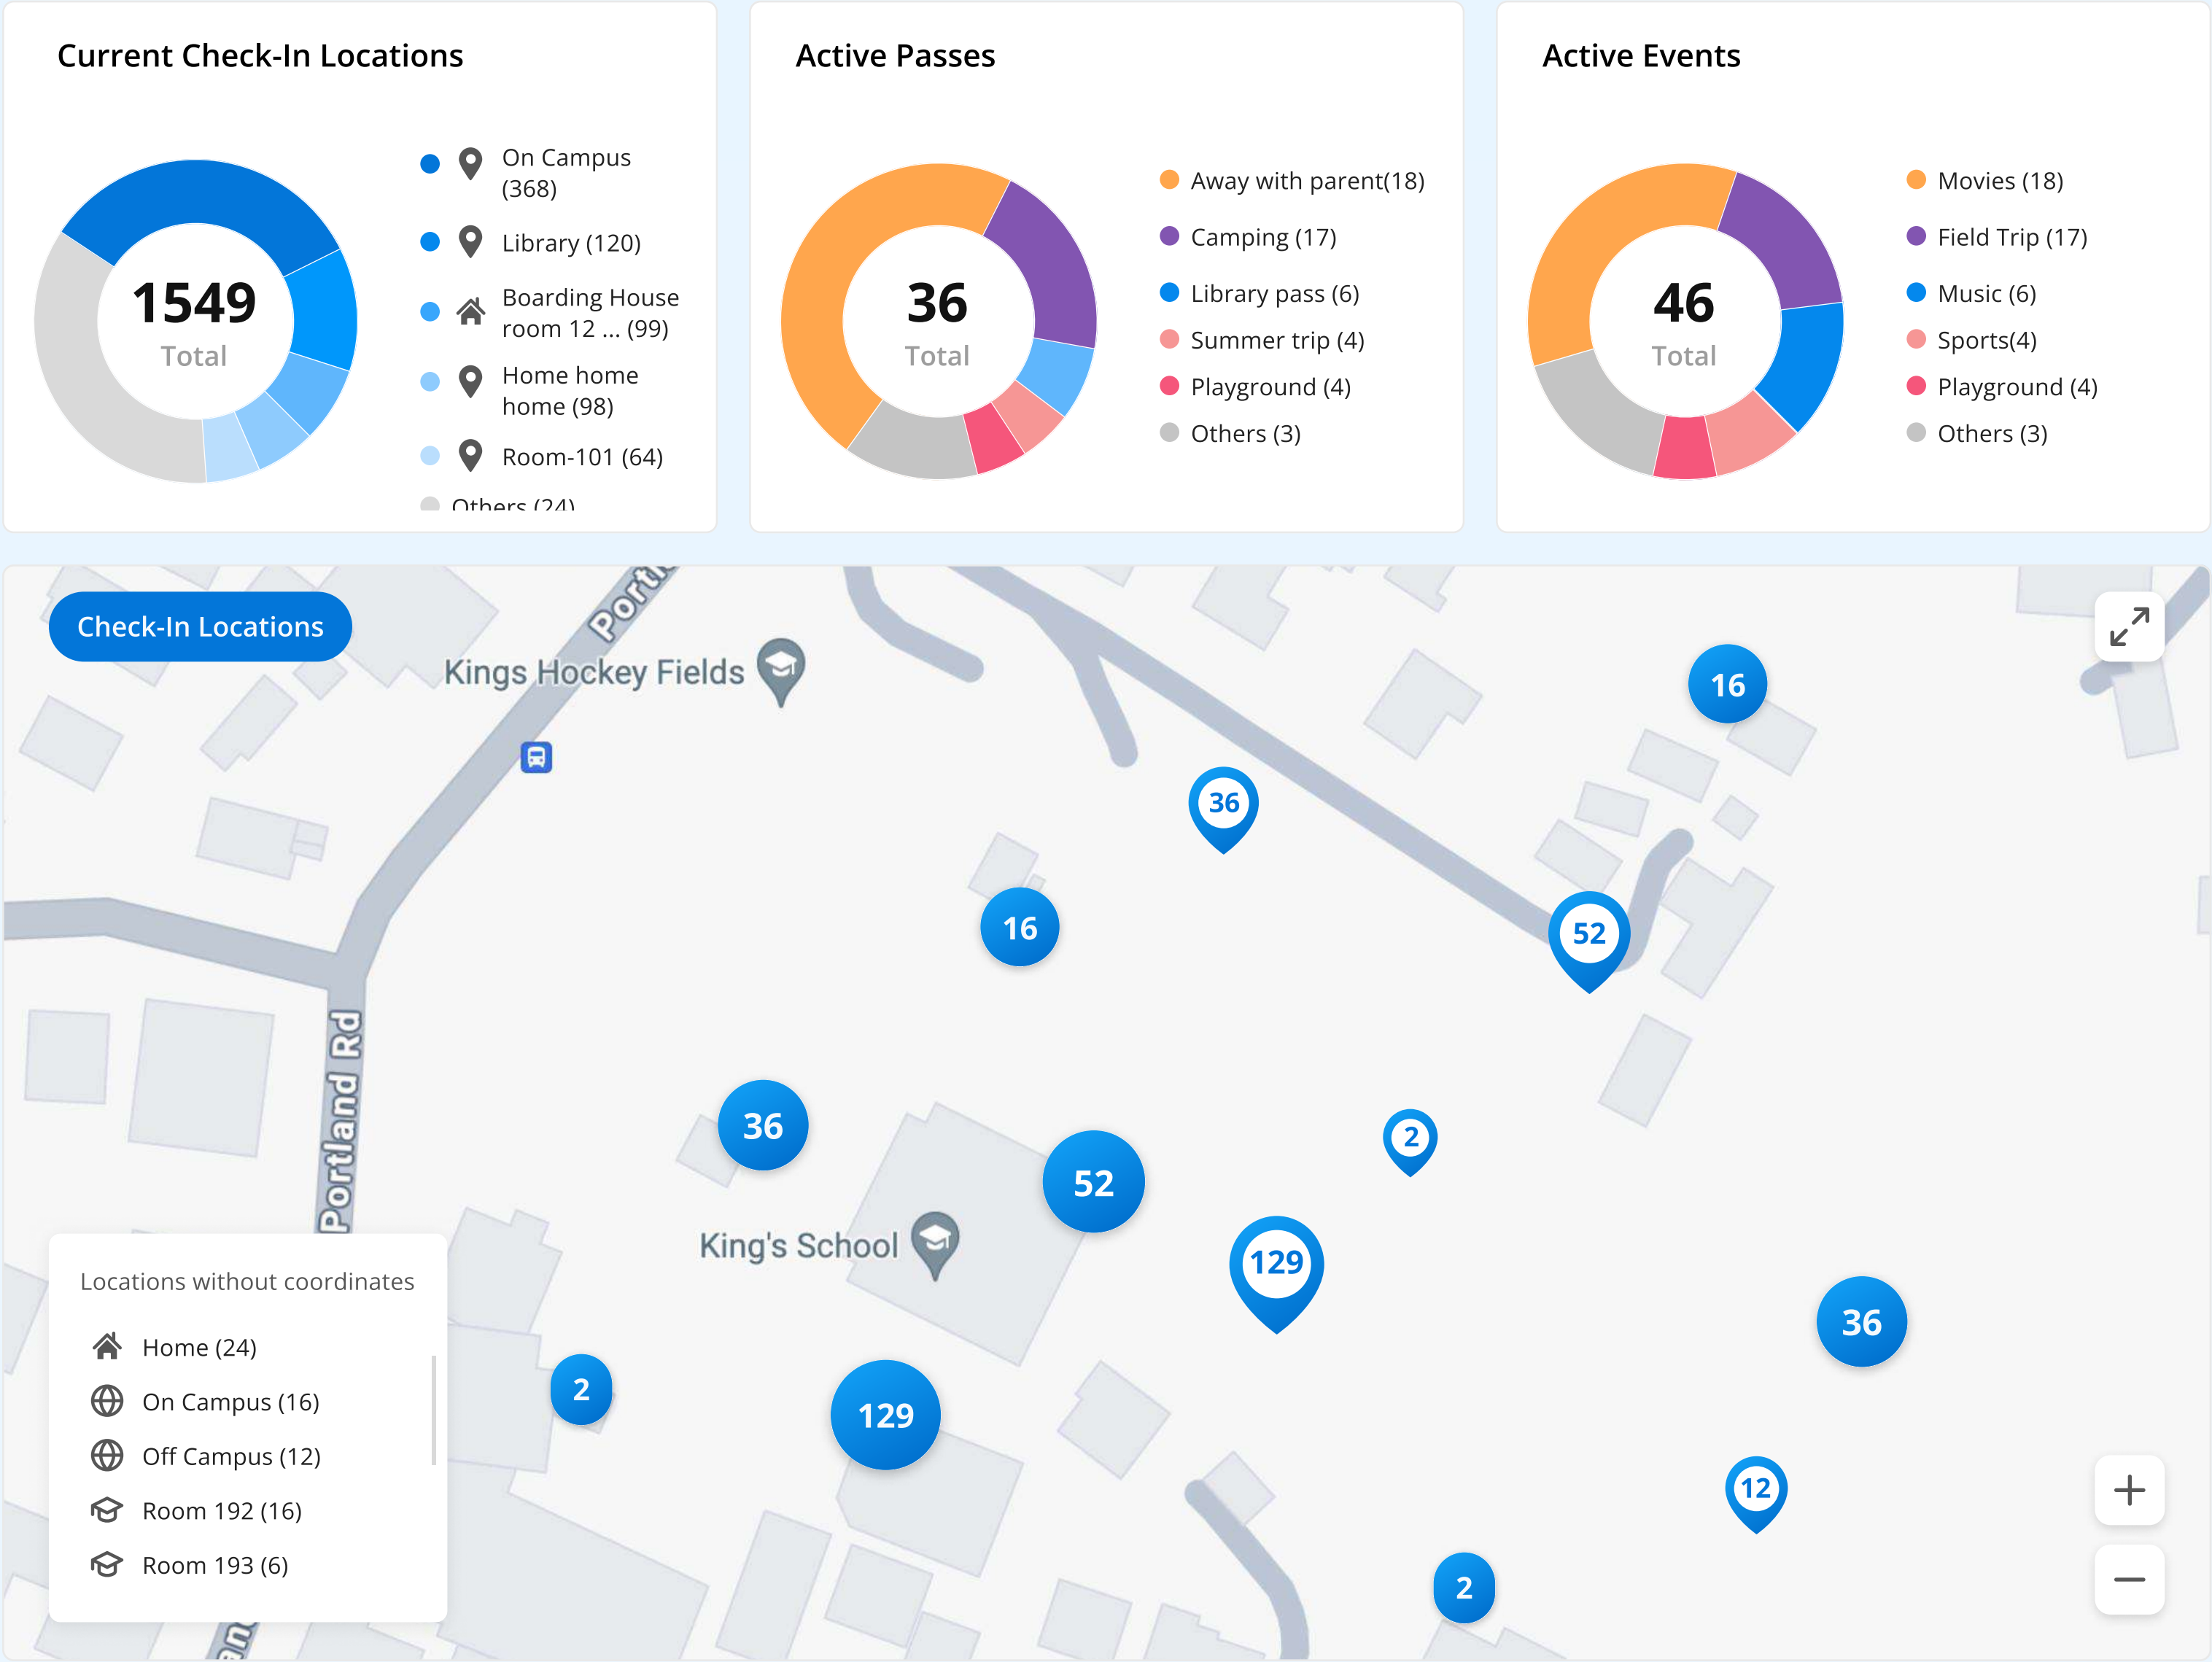 Current Check-In Locations
1549
Total
On Campus
(368)
Library (120)
Boarding House
room 12 ... (99)
Home home
home (98)
Room-101 (64)
Others (24)
Active Passes
36
Total
Away with parent(18)
Camping (17)
Library pass (6)
Summer trip (4)
Playground (4)
Others (3)
Active Events
46
Total
Movies (18)
Field Trip (17)
Music (6)
Sports(4)
Playground (4)
Others (3)
Check-In Locations
Kings Hockey Fields
16
36
16
52
Portland Rd
36
52
2
King's School
129
36
2
129
12
2
Locations without coordinates
Home (24)
On Campus (16)
Off Campus (12)
Room 192 (16)
Room 193 (6)